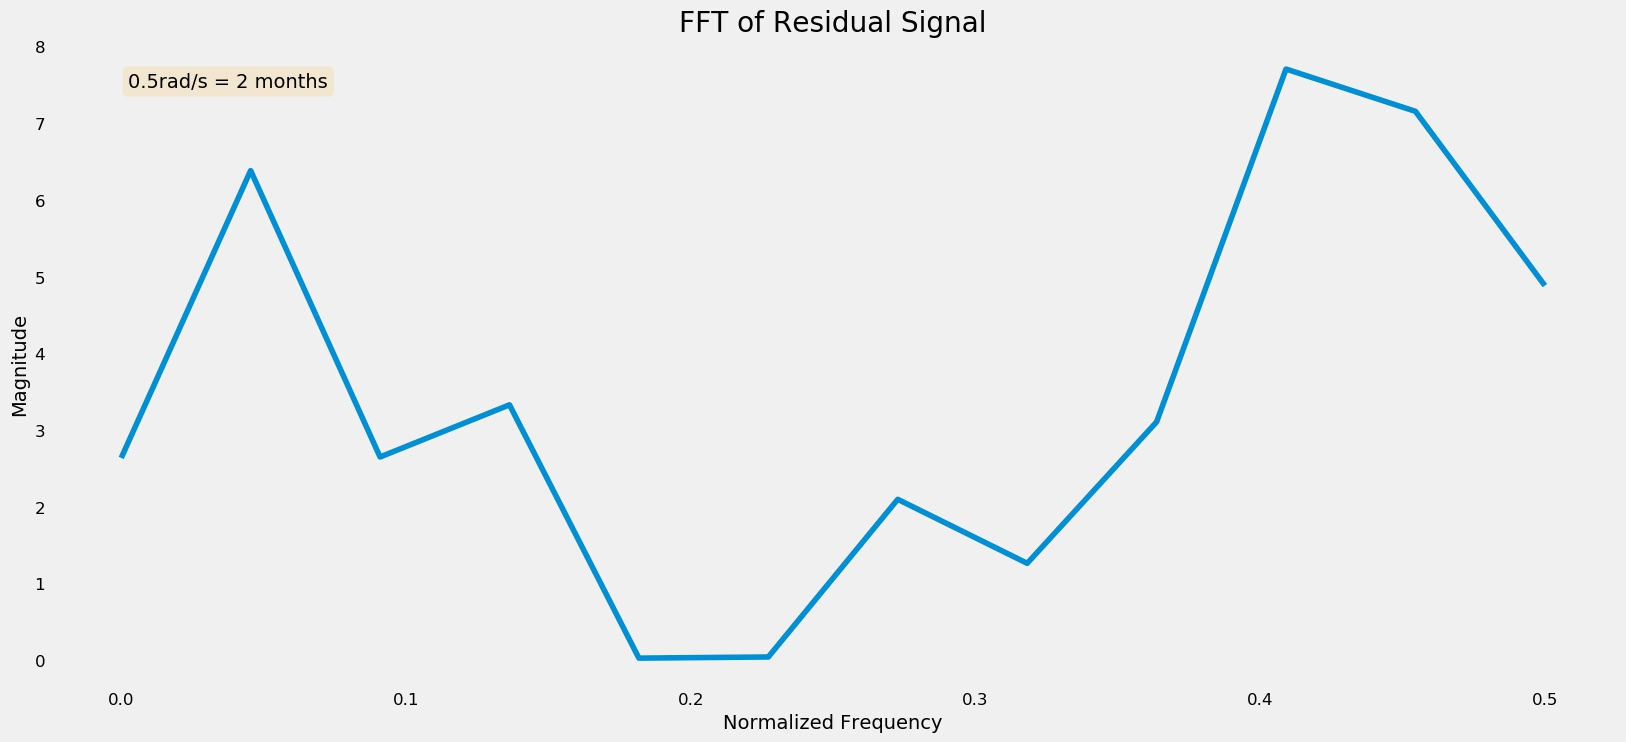 FFT of Residual Signal
0.5rad/s = 2 months
Magnitude
8
7
6
5
4
3
2
1
0
0.0 0.1 0.2 0.3 0.4 0.5
Normalized Frequency